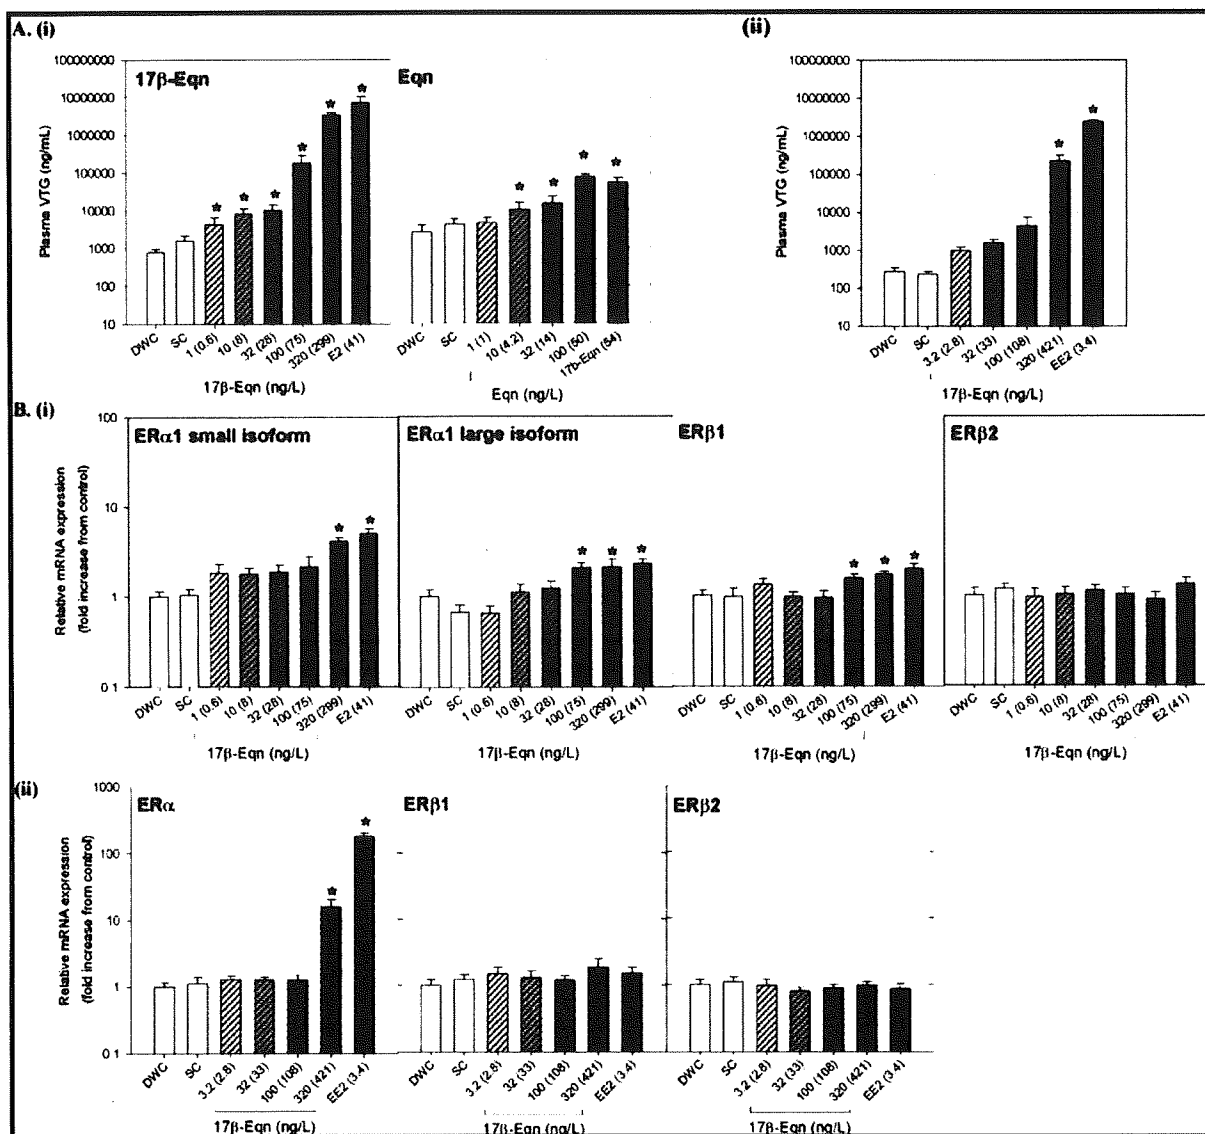 A. (i)
(ii)
17β-Eqn
Eqn
Plasma VTG (ng/mL)
100000000
10000000
1000000
100000
10000
1000
100
10
DWC
SC
1 (0.6)
10 (8)
32 (28)
100 (75)
320 (299)
E2 (41)
17β-Eqn (ng/L)
DWC
SC
1 (1)
10 (4.2)
32 (14)
100 (50)
17b-Eqn (54)
Eqn (ng/L)
Plasma VTG (ng/mL)
100000000
10000000
1000000
100000
10000
1000
100
10
DWC
SC
3.2 (2.8)
32 (33)
100 (108)
320 (421)
EE2 (3.4)
17β-Eqn (ng/L)
B. (i)
ERα1 small isoform
ERα1 large isoform
ERβ1
ERβ2
Relative mRNA expression
(fold increase from control)
100
10
1
0 1
DWC
SC
1 (0.6)
10 (8)
32 (28)
100 (75)
320 (299)
E2 (41)
17β-Eqn (ng/L)
DWC
SC
1 (0.6)
10 (8)
32 (28)
100 (75)
320 (299)
E2 (41)
17β-Eqn (ng/L)
DWC
SC
1 (0.6)
10 (8)
32 (28)
100 (75)
320 (299)
E2 (41)
17β-Eqn (ng/L)
DWC
SC
1 (0.6)
10 (8)
32 (28)
100 (75)
320 (299)
E2 (41)
17β-Eqn (ng/L)
(ii)
ERα
ERβ1
ERβ2
Relative mRNA expression
(fold increase from control)
1000
100
10
1
0 1
DWC
SC
3.2 (2.8)
32 (33)
100 (108)
320 (421)
EE2 (3.4)
17β-Eqn (ng/L)
DWC
SC
3.2 (2.8)
32 (33)
100 (108)
320 (421)
EE2 (3.4)
17β-Eqn (ng/L)
DWC
SC
3.2 (2.8)
32 (33)
100 (108)
320 (421)
EE2 (3.4)
17β-Eqn (ng/L)